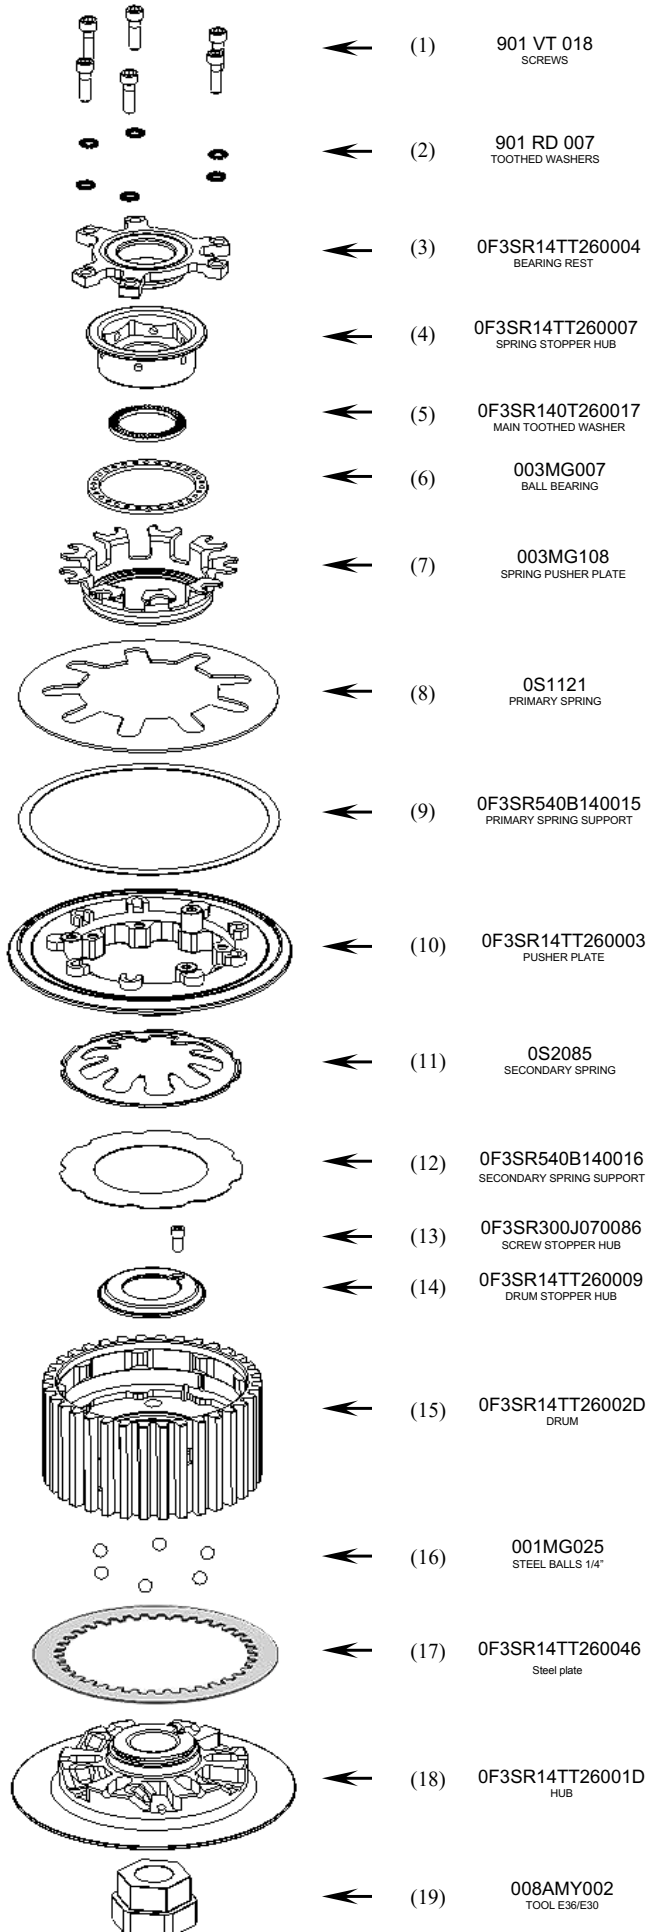 (1) 901 VT 018
SCREWS
(2) 901 RD 007
TOOTHED WASHERS
(3) 0F3SR14TT260004
BEARING REST
(4) 0F3SR14TT260007
SPRING STOPPER HUB
(5) 0F3SR140T260017
MAIN TOOTHED WASHER
(6) 003MG007
BALL BEARING
(7) 003MG108
SPRING PUSHER PLATE
(8) 0S1121
PRIMARY SPRING
(9) 0F3SR540B140015
PRIMARY SPRING SUPPORT
(10) 0F3SR14TT260003
PUSHER PLATE
(11) 0S2085
SECONDARY SPRING
(12) 0F3SR540B140016
SECONDARY SPRING SUPPORT
(13) 0F3SR300J070086
SCREW STOPPER HUB
(14) 0F3SR14TT260009
DRUM STOPPER HUB
(15) 0F3SR14TT26002D
DRUM
(16) 001MG025
STEEL BALLS 1/4"
(17) 0F3SR14TT260046
Steel plate
(18) 0F3SR14TT26001D
HUB
(19) 008AMY002
TOOL E36/E30